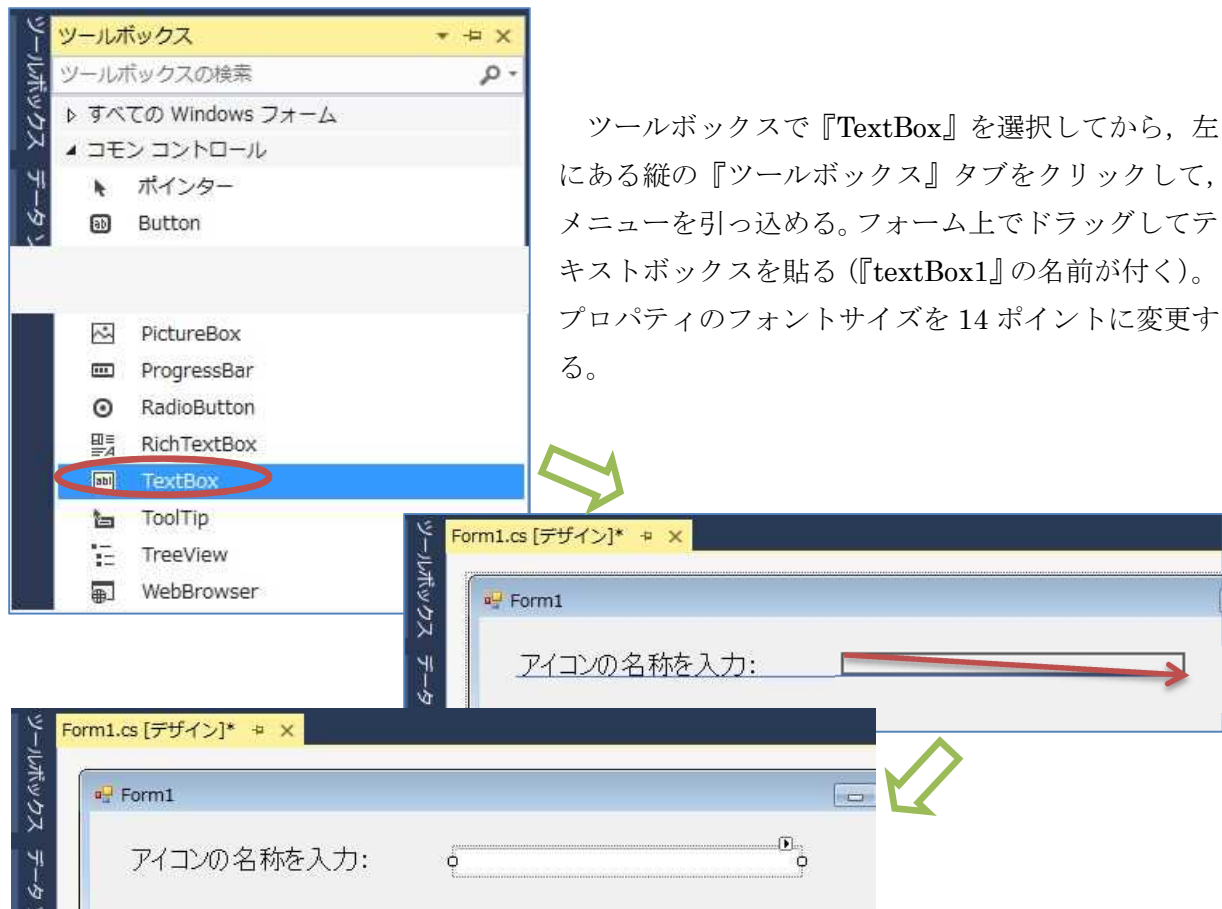 ツールボックス
ツールボックスの検索
すべての Windows フォーム
コモン コントロール
ポインター
Button
PictureBox
ProgressBar
RadioButton
RichTextBox
TextBox
ToolTip
TreeView
WebBrowser
ツールボックス
データ
ツールボックスで『TextBox』を選択してから，左
にある縦の『ツールボックス』タブをクリックして，
メニューを引っ込める。フォーム上でドラッグしてテ
キストボックスを貼る（『textBox1』の名前が付く）。
プロパティのフォントサイズを 14 ポイントに変更す
る。
ツールボックス
データ
Form1.cs [デザイン]*
Form1
アイコンの名称を入力:
ツールボックス
データ
Form1.cs [デザイン]*
Form1
アイコンの名称を入力: